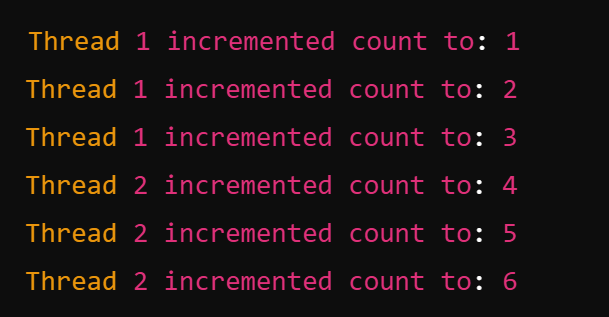 Thread 1 incremented count to: 1
Thread 1 incremented count to: 2
Thread 1 incremented count to: 3
Thread 2 incremented count to: 4
Thread 2 incremented count to: 5
Thread 2 incremented count to: 6